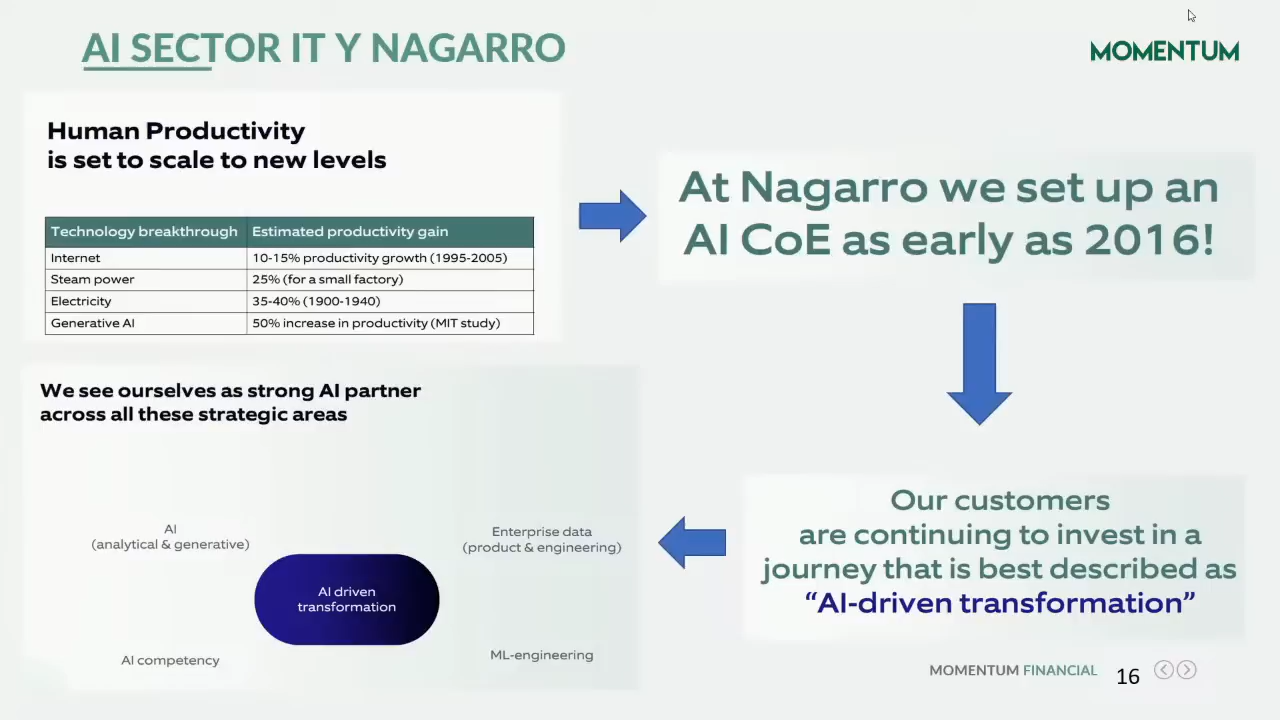 AI SECTOR IT Y NAGARRO
MOMENTUM
Human Productivity
is set to scale to new levels
Technology breakthrough Estimated productivity gain
Internet 10-15% productivity growth (1995-2005)
Steam power 25% (for a small factory)
Electricity 35-40% (1900-1940)
Generative AI 50% increase in productivity (MIT study)
At Nagarro we set up an
AI CoE as early as 2016!
Our customers
are continuing to invest in a
journey that is best described as
“AI-driven transformation”
We see ourselves as strong AI partner
across all these strategic areas
AI
(analytical & generative)
Enterprise data
(product & engineering)
AI driven
transformation
AI competency
ML-engineering
MOMENTUM FINANCIAL 16